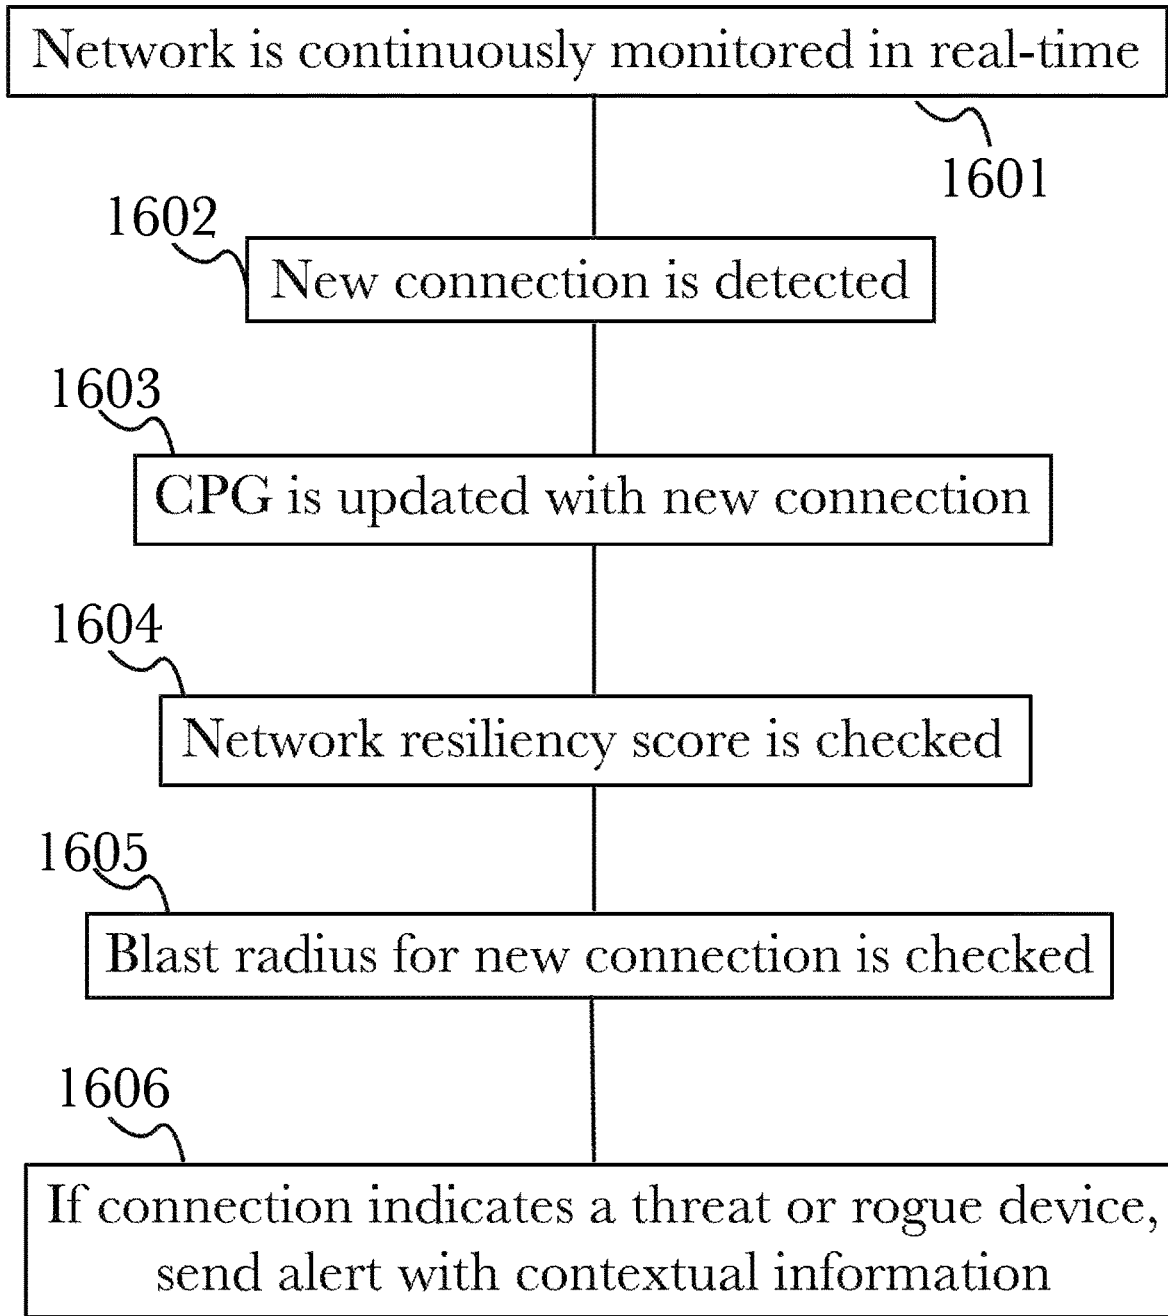 Network is continuously monitored in real-time
1601
1602
New connection is detected
1603
CPG is updated with new connection
1604
Network resiliency score is checked
1605
Blast radius for new connection is checked
1606
If connection indicates a threat or rogue device,
send alert with contextual information